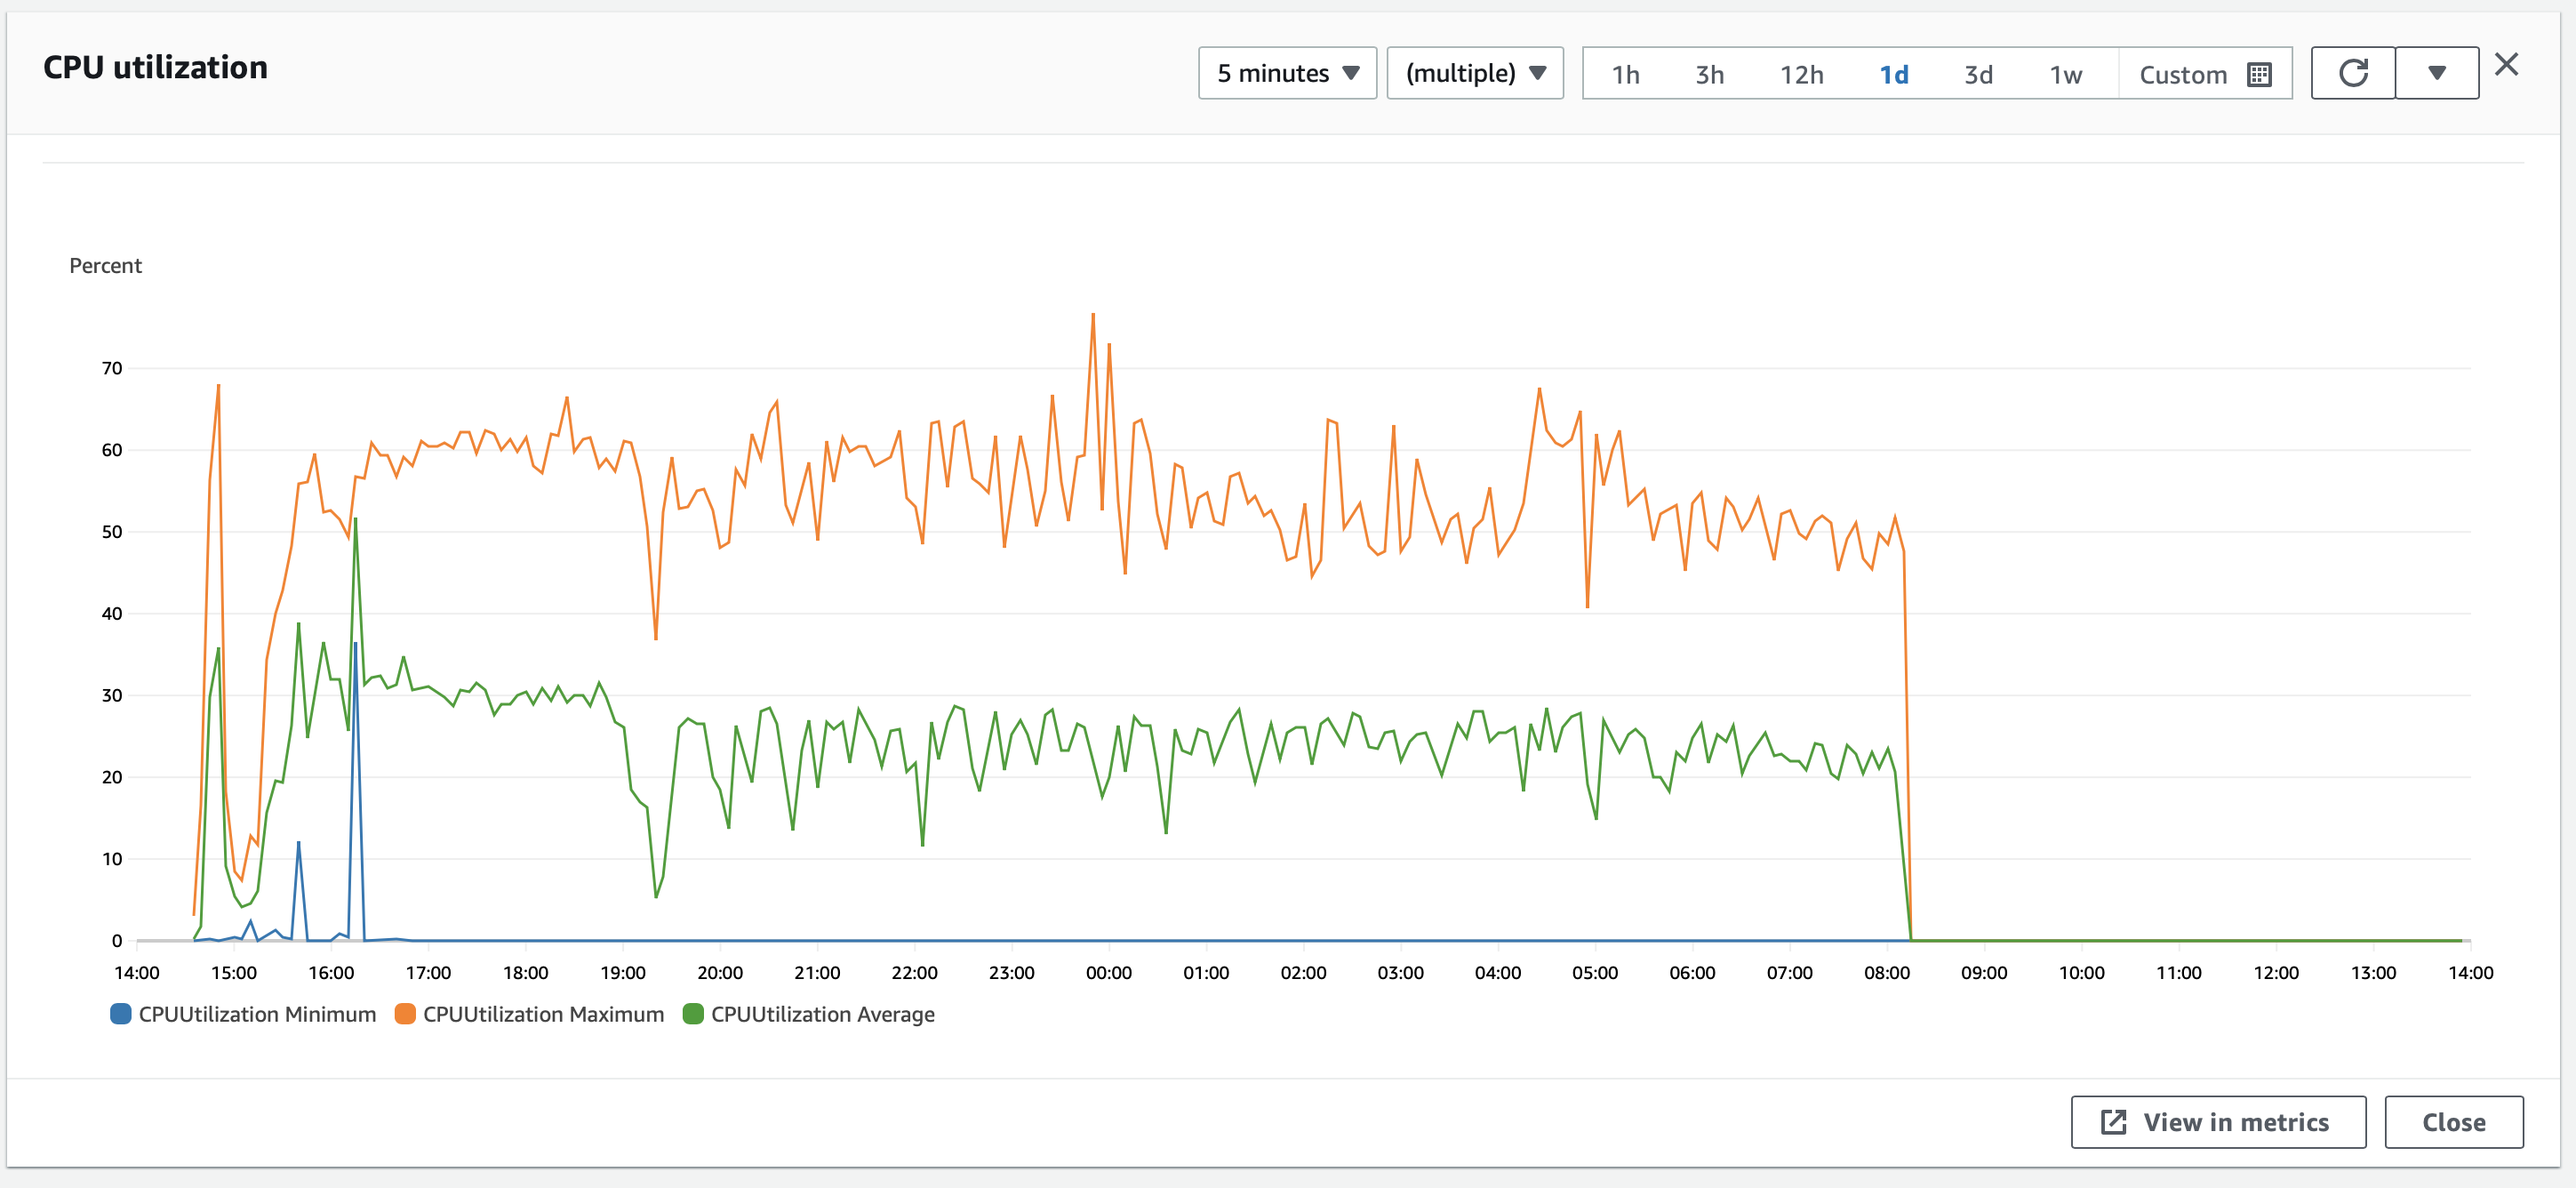 CPU utilization
5 minutes
(multiple)
1h 3h 12h 1d 3d 1w Custom
Percent
70
60
50
40
30
20
10
0
14:00 15:00 16:00 17:00 18:00 19:00 20:00 21:00 22:00 23:00 00:00 01:00 02:00 03:00 04:00 05:00 06:00 07:00 08:00 09:00 10:00 11:00 12:00 13:00 14:00
CPUUtilization Minimum CPUUtilization Maximum CPUUtilization Average
View in metrics
Close